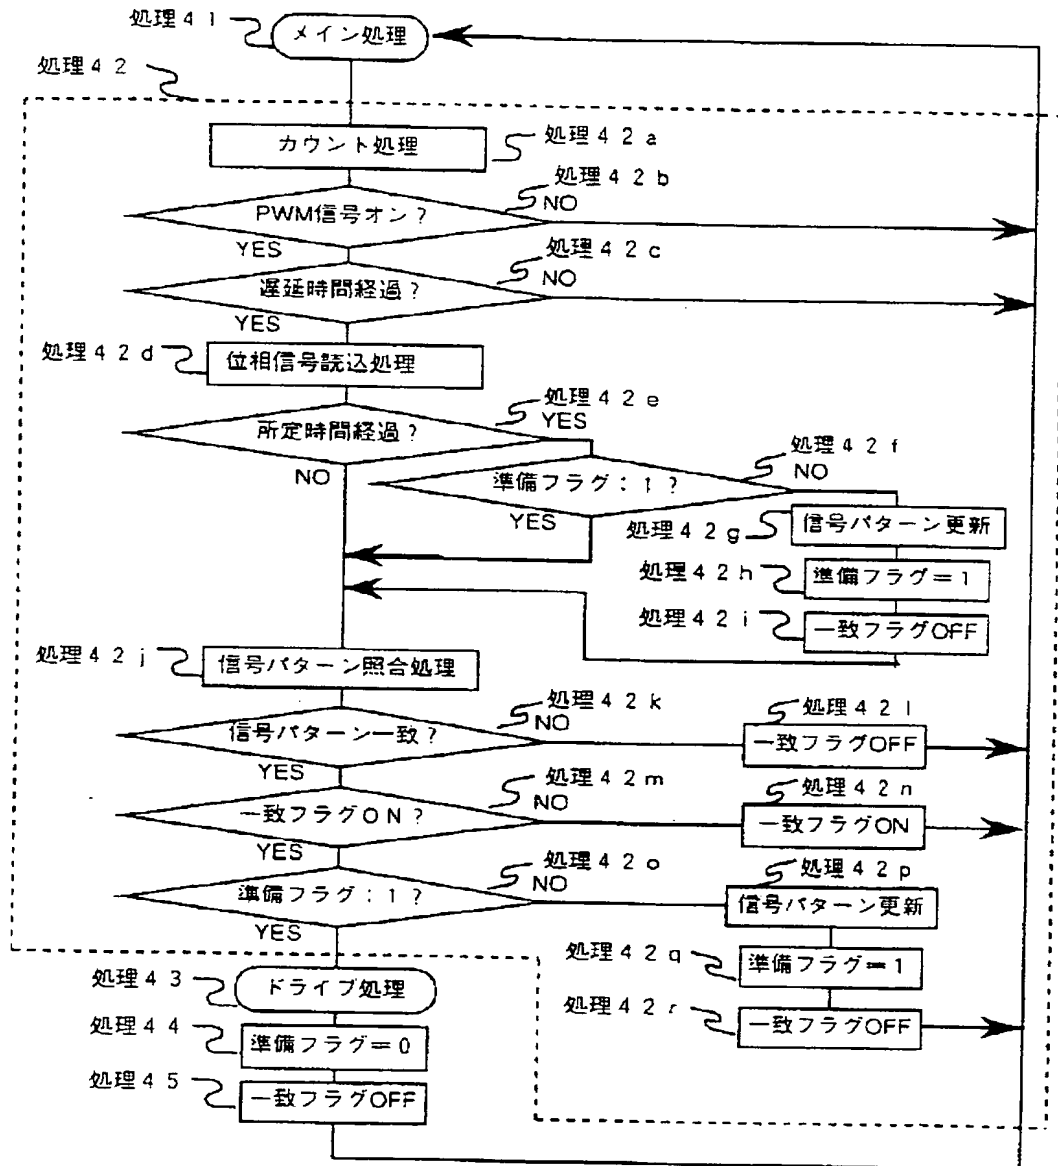 処理４１
メイン処理
処理４２
カウント処理
処理４２ａ
PWM信号オン？
処理４２ｂ
NO
YES
遅延時間経過？
処理４２ｃ
NO
YES
処理４２ｄ
位相信号読込処理
所定時間経過？
処理４２ｅ
YES
NO
準備フラグ：１？
処理４２ｆ
NO
YES
処理４２ｇ
信号パターン更新
処理４２ｈ
準備フラグ＝１
処理４２ｉ
一致フラグOFF
処理４２ｊ
信号パターン照合処理
信号パターン一致？
処理４２ｋ
NO
YES
処理４２ｌ
一致フラグOFF
一致フラグＯＮ？
処理４２ｍ
NO
YES
処理４２ｎ
一致フラグON
準備フラグ：１？
処理４２ｏ
NO
YES
処理４２ｐ
信号パターン更新
処理４２ｑ
準備フラグ＝１
処理４２ｒ
一致フラグOFF
処理４３
ドライブ処理
処理４４
準備フラグ＝０
処理４５
一致フラグOFF